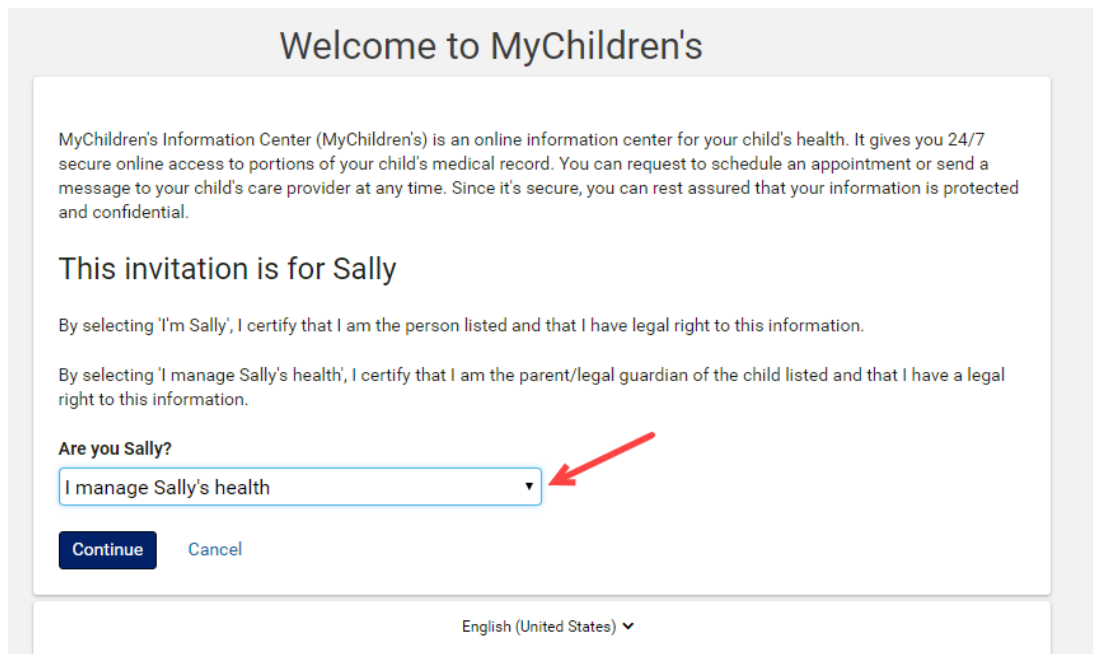 Welcome to MyChildren's
MyChildren's Information Center (MyChildren's) is an online information center for your child's health. It gives you 24/7
secure online access to portions of your child's medical record. You can request to schedule an appointment or send a
message to your child's care provider at any time. Since it's secure, you can rest assured that your information is protected
and confidential.
This invitation is for Sally
By selecting 'I'm Sally', I certify that I am the person listed and that I have legal right to this information.
By selecting 'I manage Sally's health', I certify that I am the parent/legal guardian of the child listed and that I have a legal
right to this information.
Are you Sally?
I manage Sally's health
Continue Cancel
English (United States)